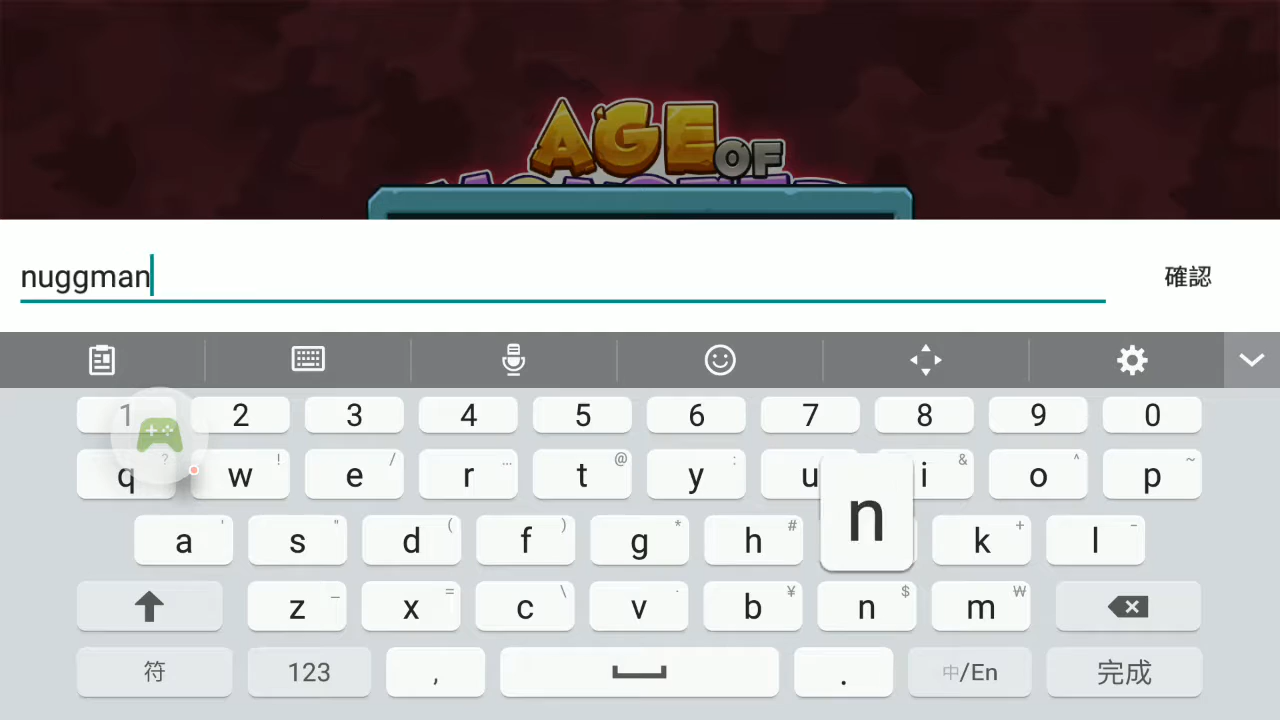 AGE OF
nuggman
確認
1 2 3 4 5 6 7 8 9 0
q ? w ! e / r ... t @ y : u i & o ^ p ~
a ' s " d ( f ) g * h # n k + l -
z _ x = c \ v · b ¥ n $ m ₩
符 123 , . 中/En 完成